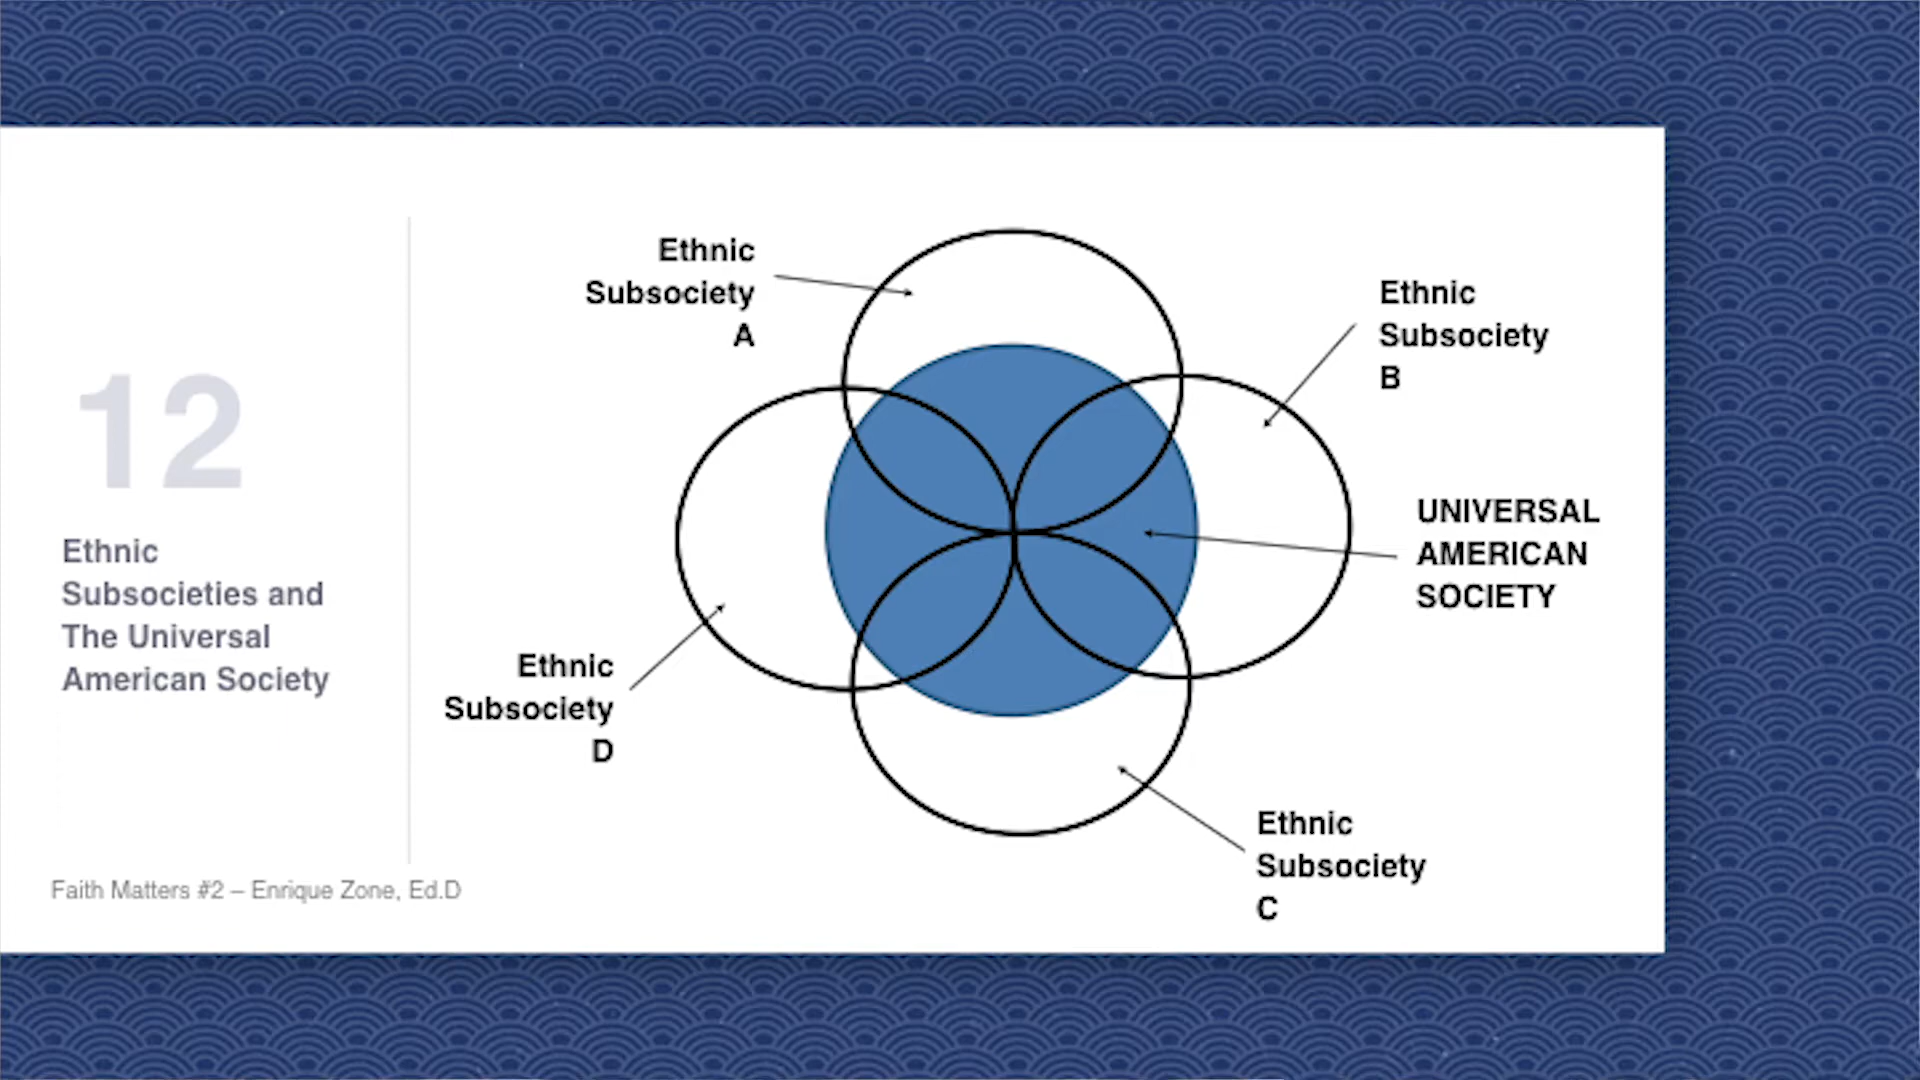 12
Ethnic
Subsocieties and
The Universal
American Society
Faith Matters #2 – Enrique Zone, Ed.D
Ethnic
Subsociety
A
Ethnic
Subsociety
B
UNIVERSAL
AMERICAN
SOCIETY
Ethnic
Subsociety
D
Ethnic
Subsociety
C